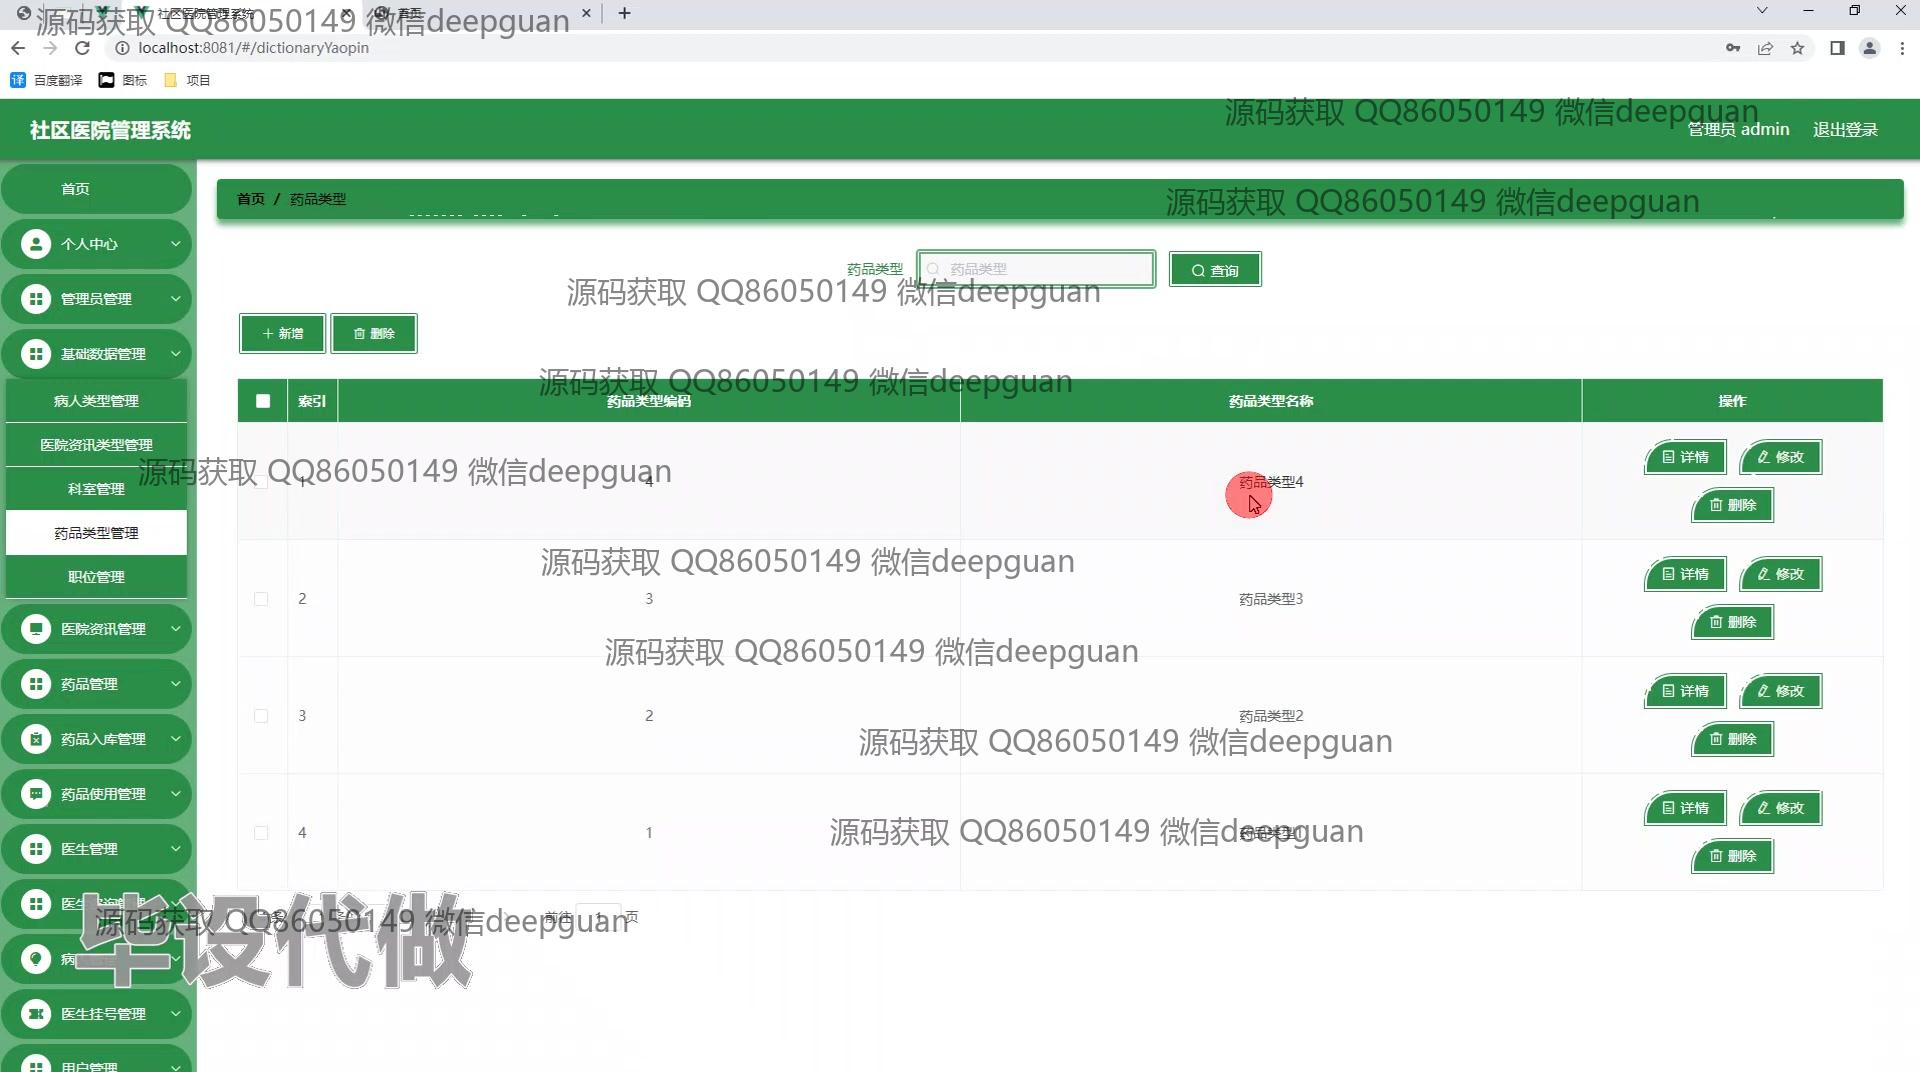 社区医院管理系统
首页
源码获取 QQ86050149 微信deepguan
localhost:8081/#/dictionaryYaopin
百度翻译
图标
项目
源码获取 QQ86050149 微信deepguan
社区医院管理系统
管理员 admin
退出登录
首页
首页 / 药品类型
源码获取 QQ86050149 微信deepguan
个人中心
药品类型
药品类型
查询
源码获取 QQ86050149 微信deepguan
管理员管理
新增
删除
基础数据管理
源码获取 QQ86050149 微信deepguan
索引
药品类型编码
药品类型名称
操作
病人类型管理
医院资讯类型管理
源码获取 QQ86050149 微信deepguan
科室管理
1
4
药品类型4
详情
修改
删除
药品类型管理
源码获取 QQ86050149 微信deepguan
职位管理
2
3
药品类型3
详情
修改
删除
医院资讯管理
源码获取 QQ86050149 微信deepguan
药品管理
3
2
药品类型2
详情
修改
删除
药品入库管理
源码获取 QQ86050149 微信deepguan
药品使用管理
4
1
详情
修改
删除
源码获取 QQ86050149 微信deepguan
医生管理
源码获取 QQ86050149 微信deepguan
前往
1
页
毕设代做
医生挂号管理
用户管理